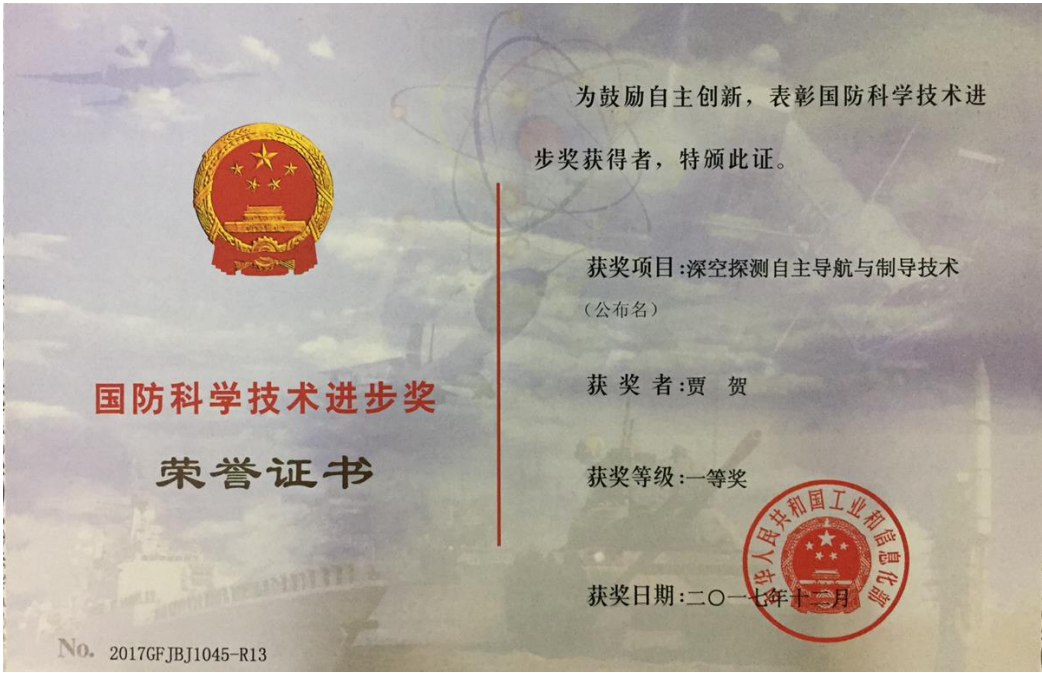 国防科学技术进步奖
荣誉证书
No. 2017GFJBJ1045-R13
为鼓励自主创新，表彰国防科学技术进
步奖获得者，特颁此证。
获奖项目:深空探测自主导航与制导技术
（公布名）
获 奖 者:贾 贺
获奖等级:一等奖
获奖日期:二〇一七年十二月
中华人民共和国工业和信息化部